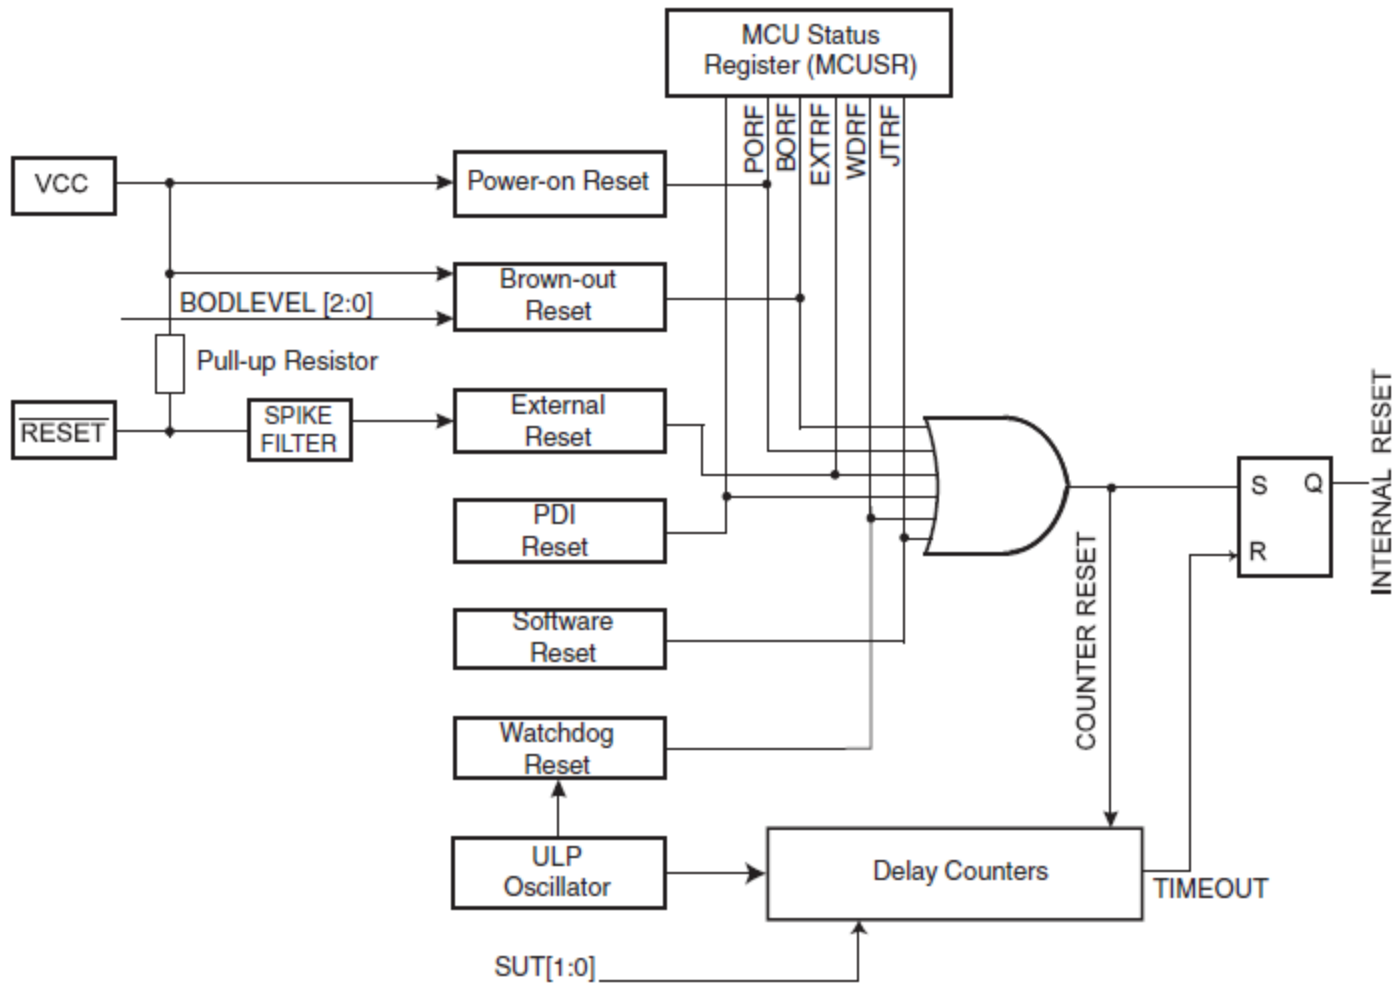 MCU Status
Register (MCUSR)
PORF
BORF
EXTRF
WDRF
JTRF
VCC
Power-on Reset
Brown-out
Reset
BODLEVEL [2:0]
Pull-up Resistor
RESET
SPIKE
FILTER
External
Reset
PDI
Reset
Software
Reset
Watchdog
Reset
ULP
Oscillator
Delay Counters
SUT[1:0]
COUNTER RESET
TIMEOUT
S
Q
R
INTERNAL RESET